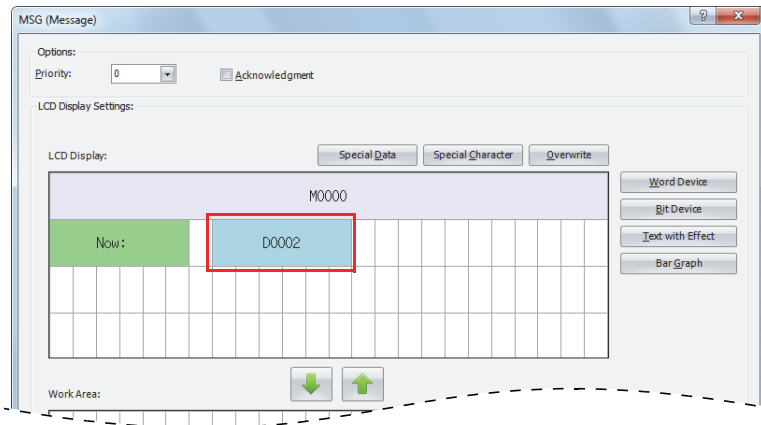 MSG (Message)
Options:
Priority: 0 Acknowledgment
LCD Display Settings:
LCD Display: Special Data Special Character Overwrite
M0000 Word Device
Bit Device
Now: D0002 Text with Effect
Bar Graph
Work Area: